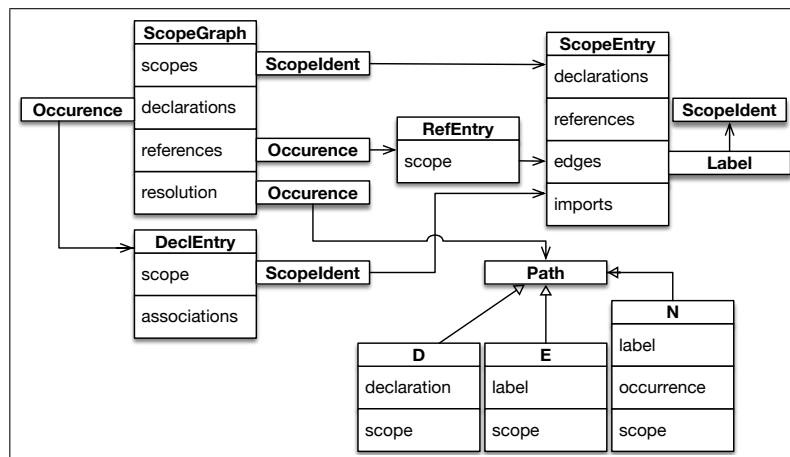 ScopeGraph
scopes
declarations
references
resolution
ScopeIdent
Occurence
Occurence
Occurence
RefEntry
scope
ScopeEntry
declarations
references
edges
imports
ScopeIdent
Label
DeclEntry
scope
associations
ScopeIdent
Path
D
declaration
scope
E
label
scope
N
label
occurrence
scope